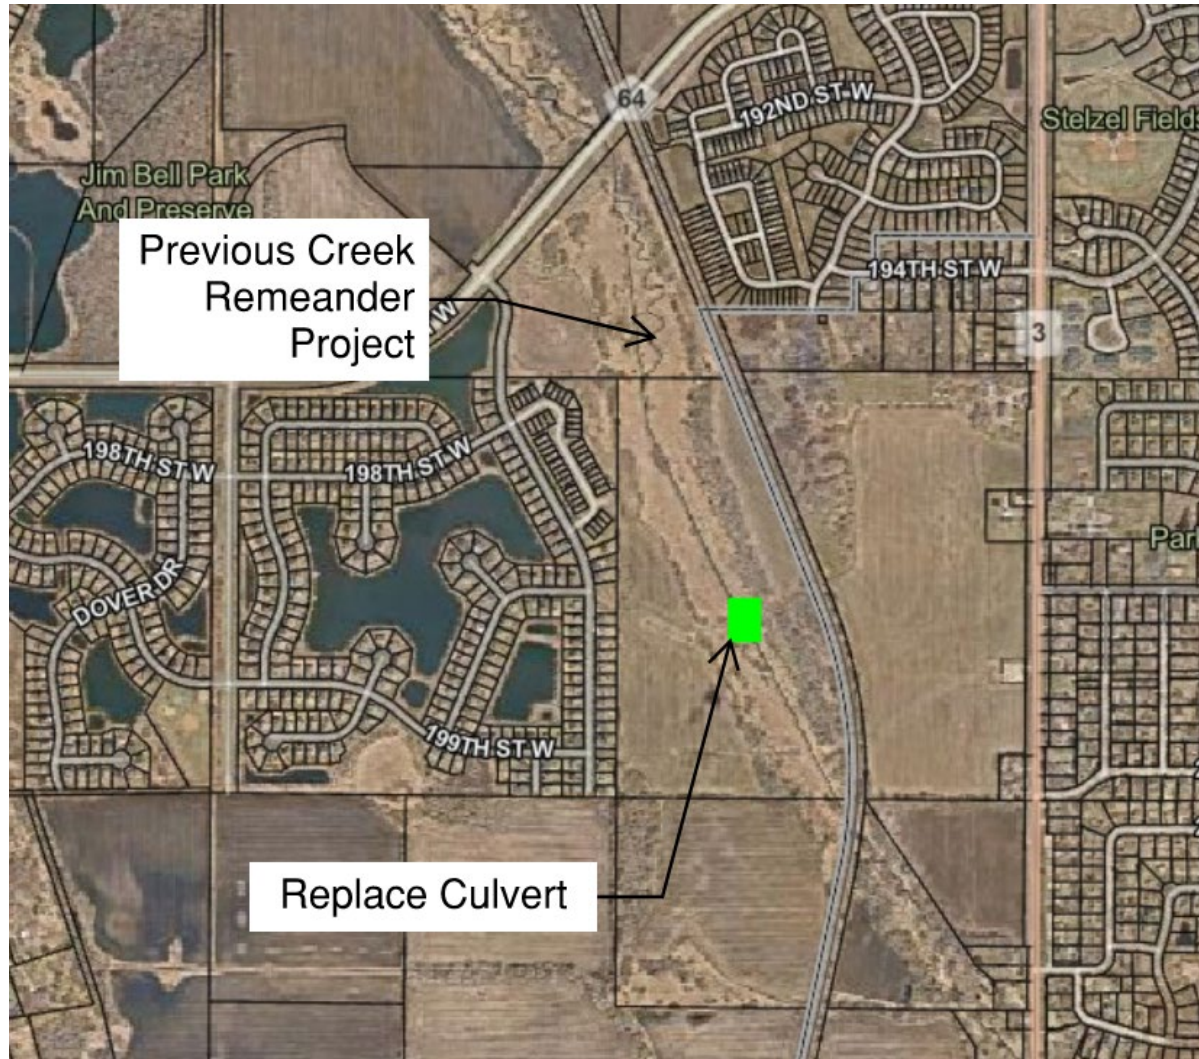 64
192ND ST W
Stelzel Fields
Jim Bell Park
And Preserve
Previous Creek
Remeander
Project
W
194TH ST W
3
198TH ST W
198TH ST W
DOVER DR
199TH ST W
Replace Culvert